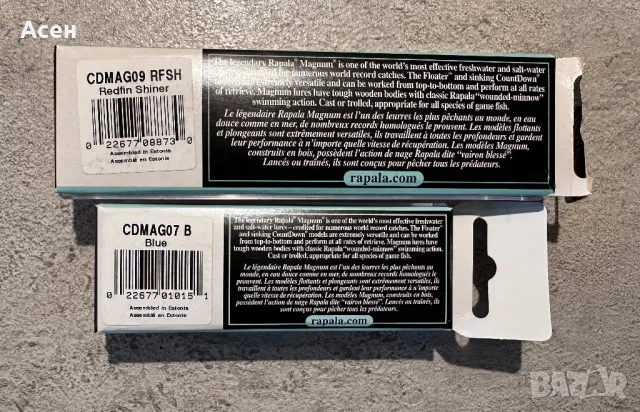 Асен
CDMAG09 RFSH
Redfin Shiner
0 22677 08873 0
Assembled in Estonia
Assemblé en Estonie
The legendary Rapala® Magnum® is one of the world's most effective freshwater and salt-water
for numerous world record catches. The Floater™ and sinking CountDown®
extremely versatile and can be worked from top-to-bottom and perform at all rates
of retrieve. Magnum lures have tough wooden bodies with classic Rapala "wounded-minnow"
swimming action. Cast or trolled, appropriate for all species of game fish.
Le légendaire Rapala Magnum est l'un des leurres les plus pêchants au monde, en eau
douce comme en mer, de nombreux records homologués le prouvent. Les modèles flottants
et plongeants sont extrêmement versatiles, ils travaillent à toutes les profondeurs et gardent
leur performance à n'importe quelle vitesse de récupération. Les modèles Magnum,
construits en bois, possèdent l'action de nage Rapala dite "vairon blessé".
Lancés ou traînés, ils sont conçus pour pêcher tous les prédateurs.
rapala.com
CDMAG07 B
Blue
0 22677 01015 1
Assembled in Estonia
Assemblé en Estonie
The legendary Rapala® Magnum® is one of the world's most effective freshwater
and salt-water lures – credited for numerous world record catches. The Floater™
and sinking CountDown® models are extremely versatile and can be worked
from top-to-bottom and perform at all rates of retrieve. Magnum lures have
tough wooden bodies with classic Rapala "wounded-minnow" swimming action.
Cast or trolled, appropriate for all species of game fish.
Le légendaire Rapala Magnum est l'un des leurres les plus pêchants au
monde, en eau douce comme en mer, de nombreux records homologués le
prouvent. Les modèles flottants et plongeants sont extrêmement versatiles, ils
travaillent à toutes les profondeurs et gardent leur performance à n'importe
quelle vitesse de récupération. Les modèles Magnum, construits en bois,
possèdent l'action de nage Rapala dite "vairon blessé". Lancés ou traînés, ils
sont conçus pour pêcher tous les prédateurs.
rapala.com
BAZAR.BG